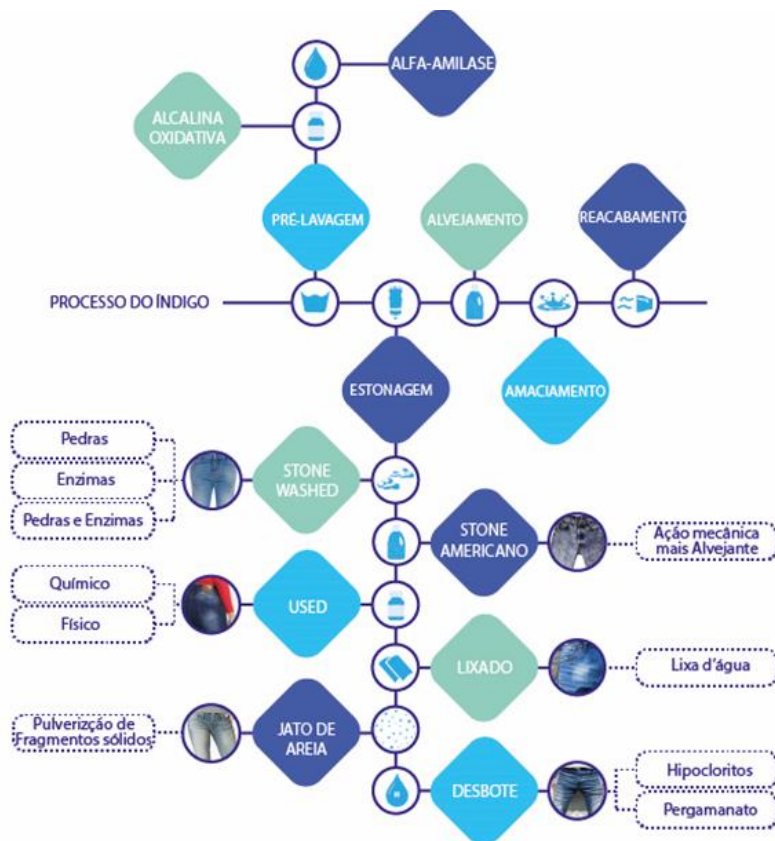 ALFA-AMILASE
ALCALINA
OXIDATIVA
PRÉ-LAVAGEM
ALVEJAMENTO
REACABAMENTO
PROCESSO DO ÍNDIGO
ESTONAGEM
AMACIAMENTO
Pedras
Enzimas
Pedras e Enzimas
STONE
WASHED
STONE
AMERICANO
Ação mecânica
mais Alvejante
Químico
Físico
USED
LIXADO
Lixa d'água
Pulverizção de
Fragmentos sólidos
JATO DE
AREIA
DESBOTE
Hipocloritos
Pergamanato